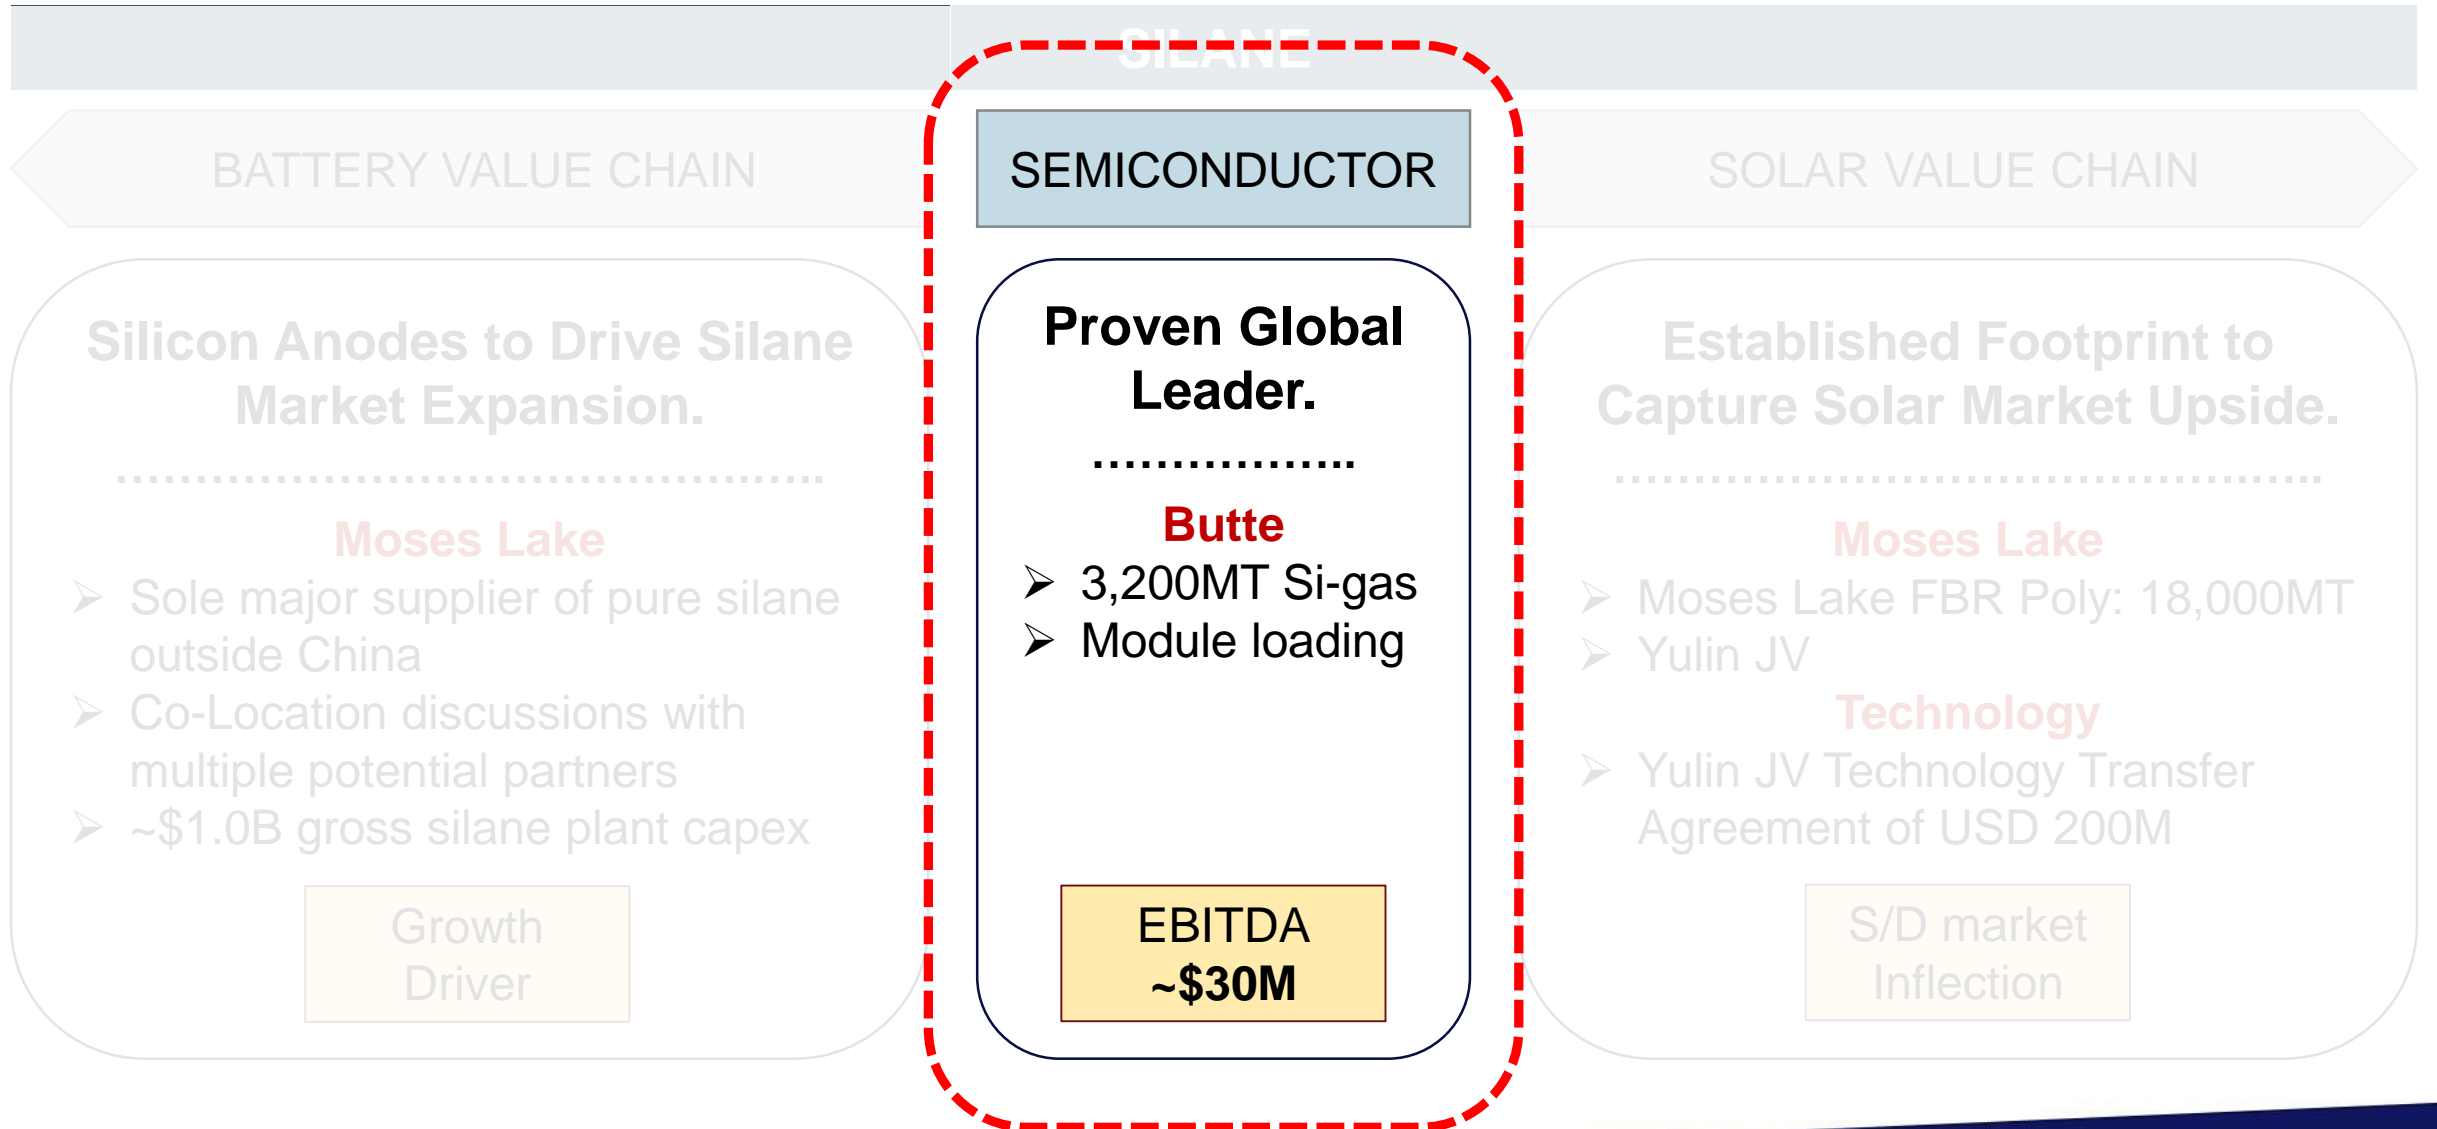 SILANE
BATTERY VALUE CHAIN
Silicon Anodes to Drive Silane
Market Expansion.
………………………………………….
Moses Lake
➢ Sole major supplier of pure silane
outside China
➢ Co-Location discussions with
multiple potential partners
➢ ~$1.0B gross silane plant capex
Growth
Driver
SEMICONDUCTOR
Proven Global
Leader.
……………..
Butte
➢ 3,200MT Si-gas
➢ Module loading
EBITDA
~$30M
SOLAR VALUE CHAIN
Established Footprint to
Capture Solar Market Upside.
………………………………………….
Moses Lake
➢ Moses Lake FBR Poly: 18,000MT
➢ Yulin JV
Technology
➢ Yulin JV Technology Transfer
Agreement of USD 200M
S/D market
Inflection